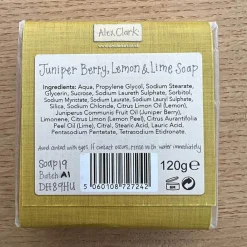 Alex Clark
Juniper Berry, Lemon & Lime Soap
Ingredients: Aqua, Propylene Glycol, Sodium Stearate,
Glycerin, Sucrose, Sodium Laureth Sulphate, Sorbitol,
Sodium Myristate, Sodium Laurate, Sodium Lauryl Sulphate,
Silica, Sodium Chloride, Citrus Limon Oil (Lemon),
Juniperus Communis Fruit Oil (Juniper Berry),
Limonene, Citrus Limon Peel Oil (Lemon Peel), Citrus Aurantifolia
Peel Oil (Lime), Citral, Stearic Acid, Lauric Acid,
Pentasodium Pentetate, Tetrasodium Etidronate.
Avoid contact with eyes. If contact occurs, rinse with water immediately
Soap19
Batch A1
DE8 9HU
5 060108 727242
120g e